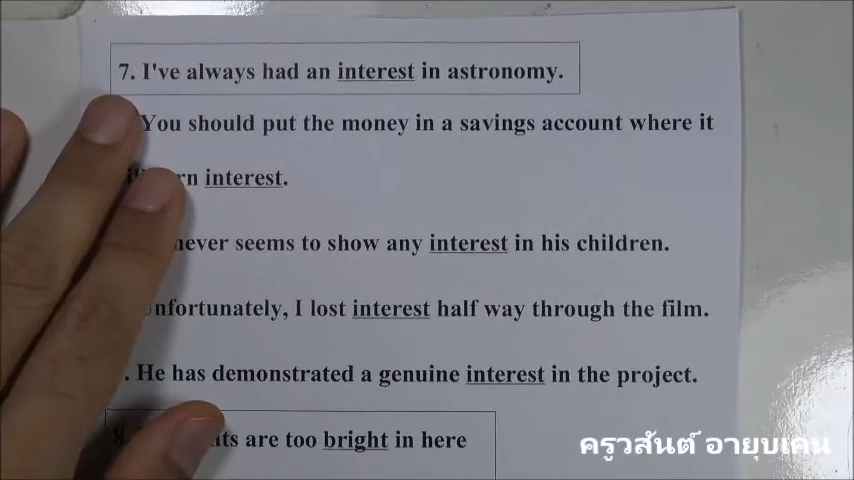 7. I've always had an interest in astronomy.
You should put the money in a savings account where it
interest.
never seems to show any interest in his children.
I lost interest half way through the film.
. He has demonstrated a genuine interest in the project.
8. are too bright in here
ครูวสันต์ อายุบเคน